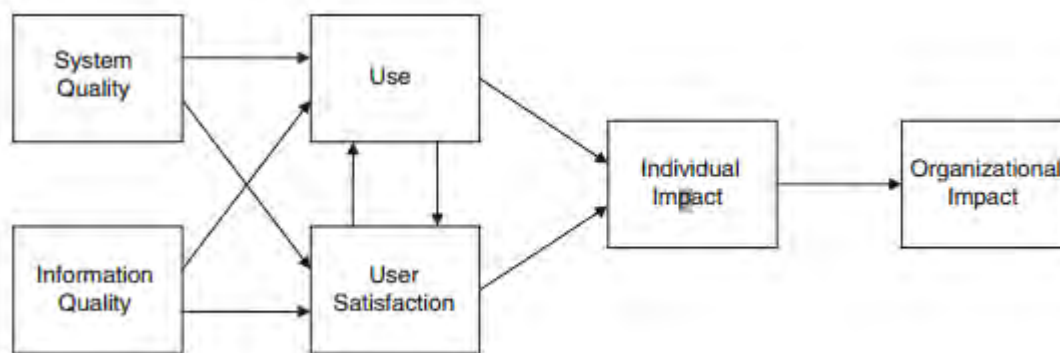 System
Quality
Use
Individual
Impact
Organizational
Impact
Information
Quality
User
Satisfaction